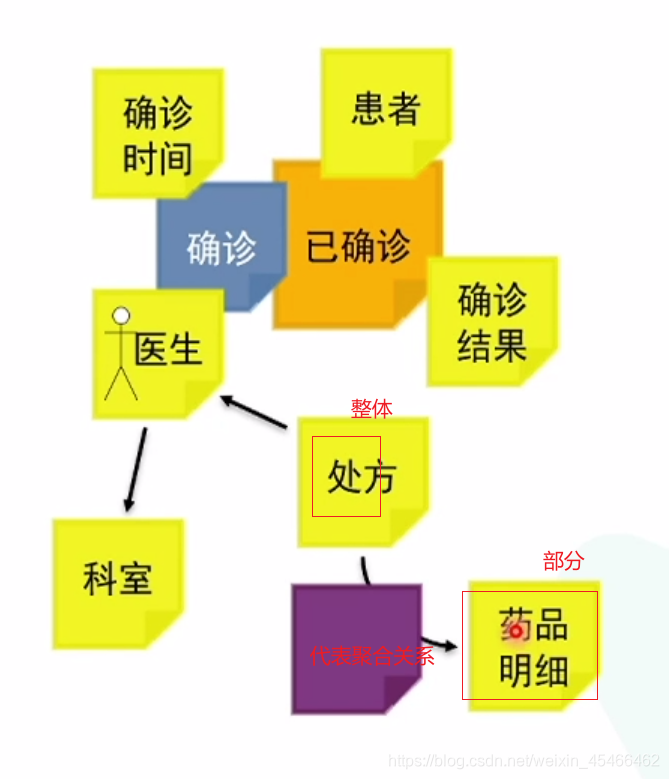 患者
确诊
时间
确诊
已确诊
确诊
结果
医生
整体
处方
部分
科室
药品
明细
代表聚合关系
https://blog.csdn.net/weixin_45466462